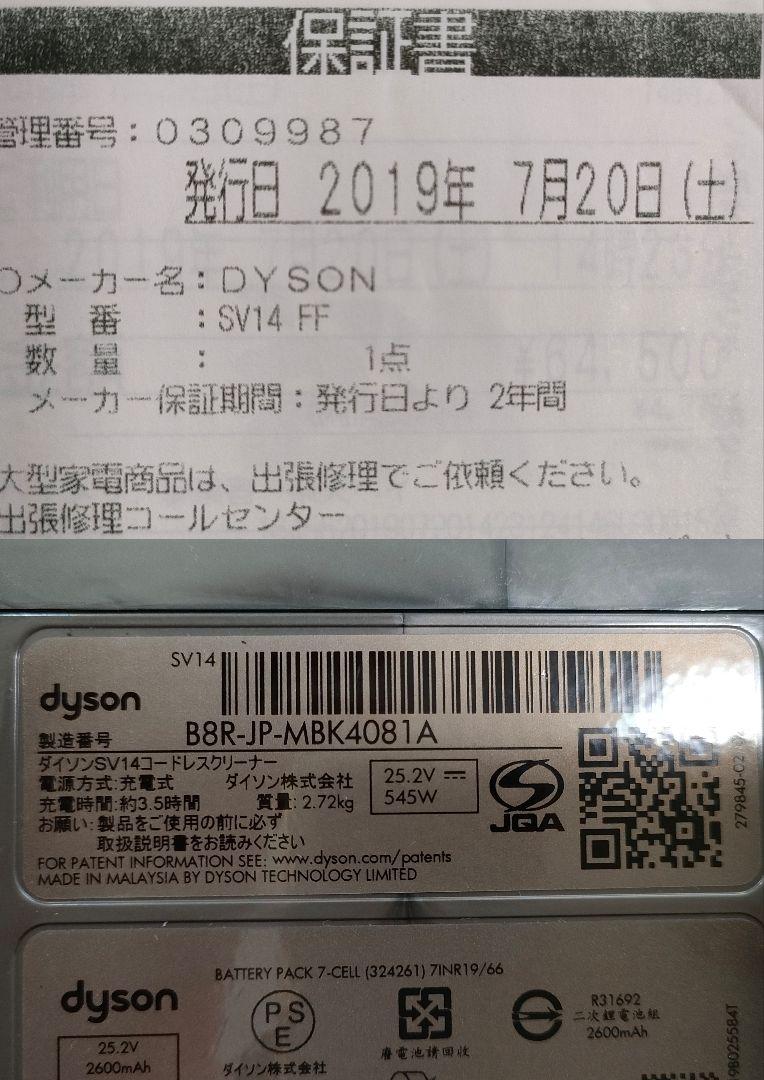 保証書
管理番号：０３０９９８７
発行日 2019年 7月20日(土)
○メーカー名：ＤＹＳＯＮ
型 番 ：SV14 FF
数 量 ： 1点
メーカー保証期間：発行日より 2年間
大型家電商品は、出張修理でご依頼ください。
出張修理コールセンター
SV14
dyson
製造番号 B8R-JP-MBK4081A
ダイソンSV14コードレスクリーナー
電源方式:充電式 ダイソン株式会社
充電時間:約3.5時間 質量: 2.72kg
25.2V
545W
JQA
お願い:製品をご使用の前に必ず
取扱説明書をお読みください
FOR PATENT INFORMATION SEE: www.dyson.com/patents
MADE IN MALAYSIA BY DYSON TECHNOLOGY LIMITED
dyson
BATTERY PACK 7-CELL (324261) 7INR19/66
25.2V
2600mAh
PSE
ダイソン株式会社
廢電池請回收
R31692
二次鋰電池組
2600mAh